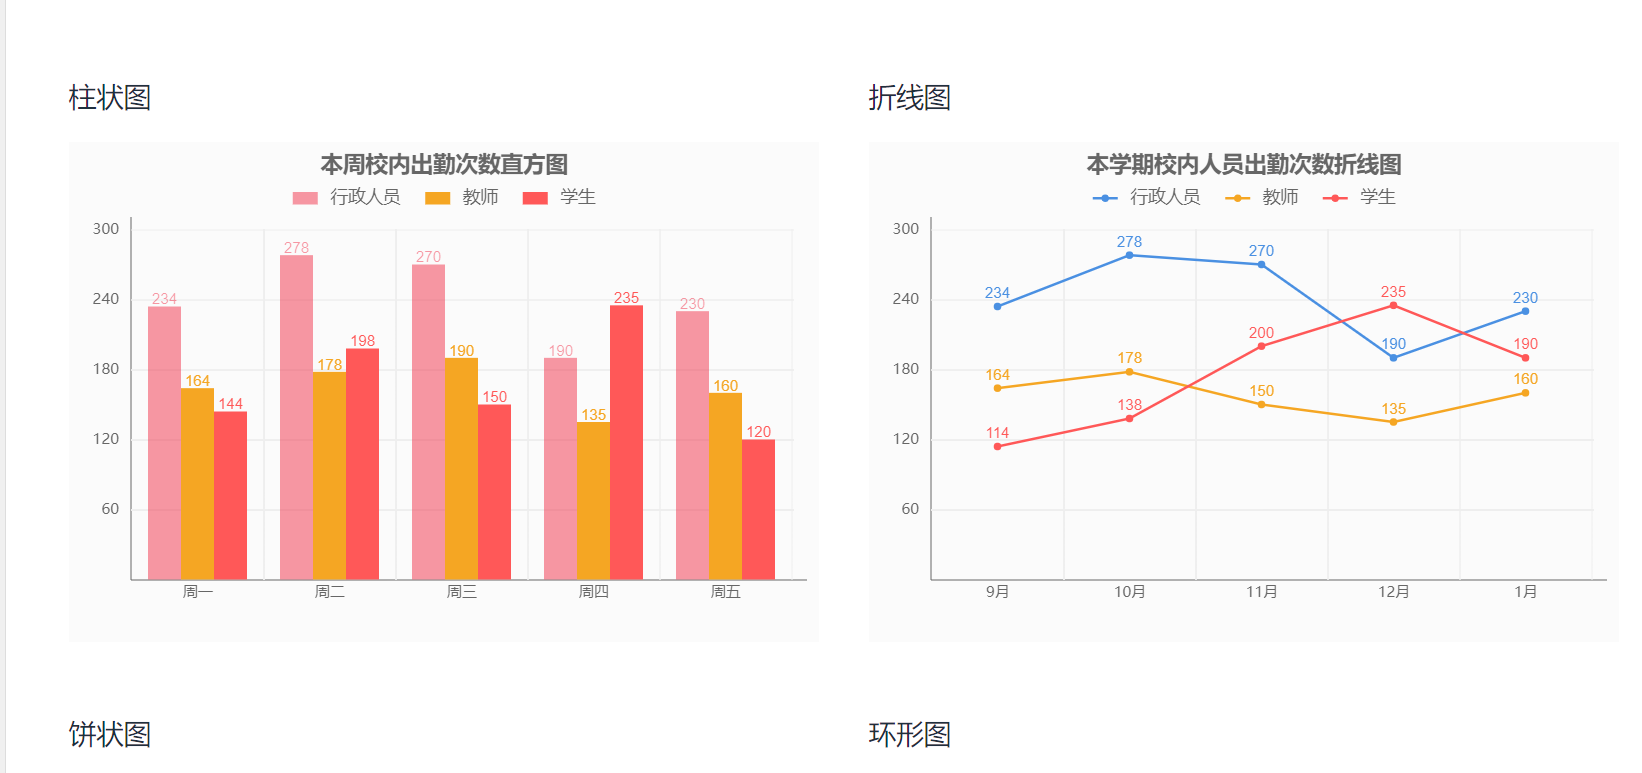 柱状图
本周校内出勤次数直方图
行政人员 教师 学生
300
240
180
120
60
234 164 144
278 178 198
270 190 150
190 135 235
230 160 120
周一 周二 周三 周四 周五
折线图
本学期校内人员出勤次数折线图
行政人员 教师 学生
300
240
180
120
60
234 164 114
278 178 138
270 200 150
235 190 135
230 190 160
9月 10月 11月 12月 1月
饼状图
环形图